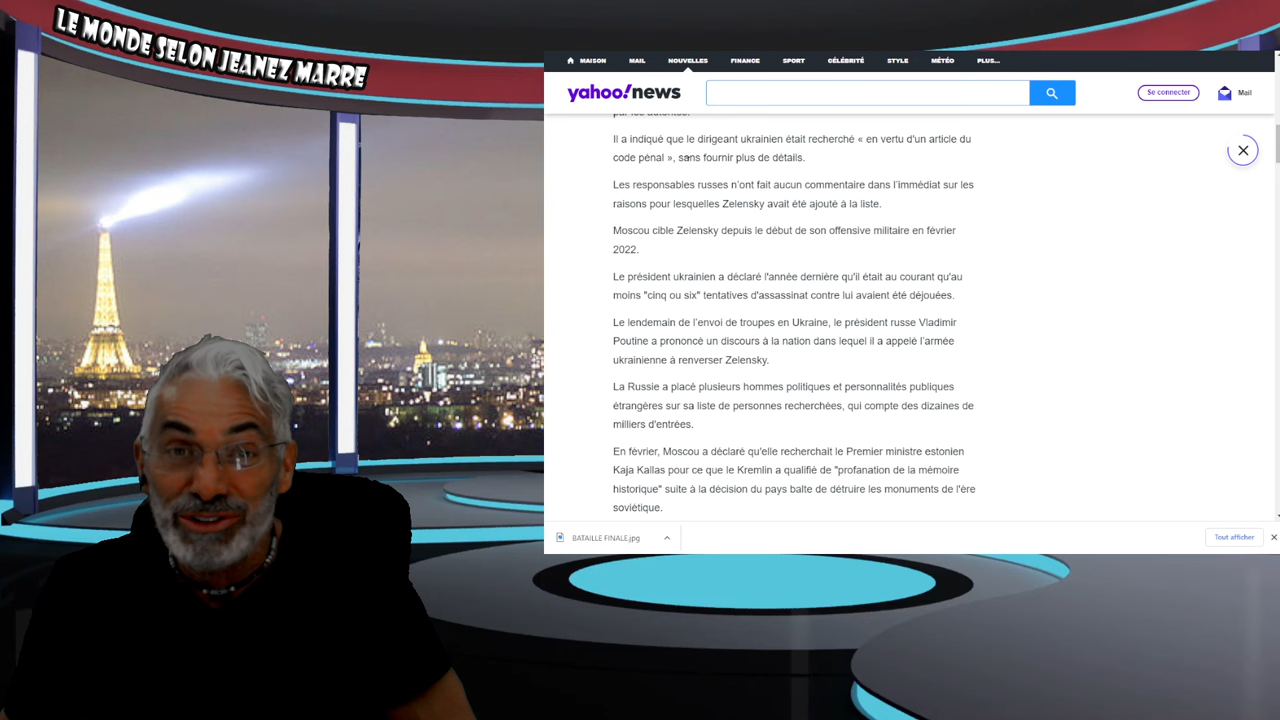 LE MONDE SELON JEANEZ MARRE
MAISON MAIL NOUVELLES FINANCE SPORT CÉLÉBRITÉ STYLE MÉTÉO PLUS...
yahoo!news
Se connecter
Mail
par les autorités.
Il a indiqué que le dirigeant ukrainien était recherché « en vertu d'un article du
code pénal », sans fournir plus de détails.
Les responsables russes n'ont fait aucun commentaire dans l'immédiat sur les
raisons pour lesquelles Zelensky avait été ajouté à la liste.
Moscou cible Zelensky depuis le début de son offensive militaire en février
2022.
Le président ukrainien a déclaré l'année dernière qu'il était au courant qu'au
moins "cinq ou six" tentatives d'assassinat contre lui avaient été déjouées.
Le lendemain de l'envoi de troupes en Ukraine, le président russe Vladimir
Poutine a prononcé un discours à la nation dans lequel il a appelé l'armée
ukrainienne à renverser Zelensky.
La Russie a placé plusieurs hommes politiques et personnalités publiques
étrangères sur sa liste de personnes recherchées, qui compte des dizaines de
milliers d'entrées.
En février, Moscou a déclaré qu'elle recherchait le Premier ministre estonien
Kaja Kallas pour ce que le Kremlin a qualifié de "profanation de la mémoire
historique" suite à la décision du pays balte de détruire les monuments de l'ère
soviétique.
BATAILLE FINALE.jpg
Tout afficher